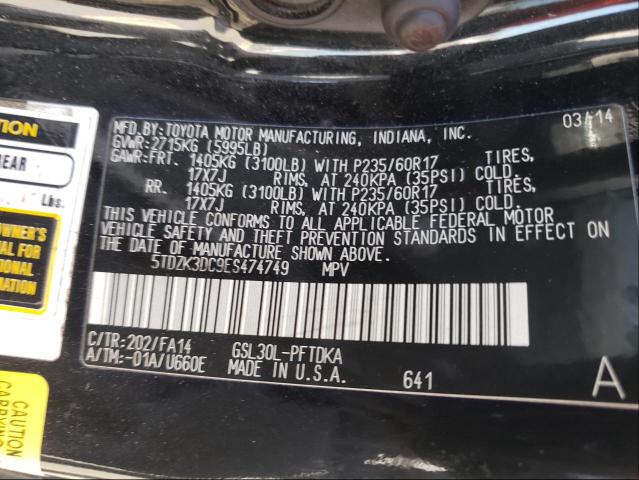 MFD.BY:TOYOTA MOTOR MANUFACTURING, INDIANA, INC. 03/14
GVWR:2715KG (5995LB)
GAWR:FRT. 1405KG (3100LB) WITH P235/60R17 TIRES,
17X7J RIMS, AT 240KPA (35PSI) COLD.
RR. 1405KG (3100LB) WITH P235/60R17 TIRES,
17X7J RIMS, AT 240KPA (35PSI) COLD.
THIS VEHICLE CONFORMS TO ALL APPLICABLE FEDERAL MOTOR
VEHICLE SAFETY AND THEFT PREVENTION STANDARDS IN EFFECT ON
THE DATE OF MANUFACTURE SHOWN ABOVE.
5TDZK3DC9ES474749 MPV
C/TR:202/FA14 GSL30L-PFTDKA
A/TM:-01A/U660E MADE IN U.S.A. 641
A
TION
REAR
Lbs.
OWNER'S
UAL FOR
TIONAL
MATION
CAUTION
CARRYING